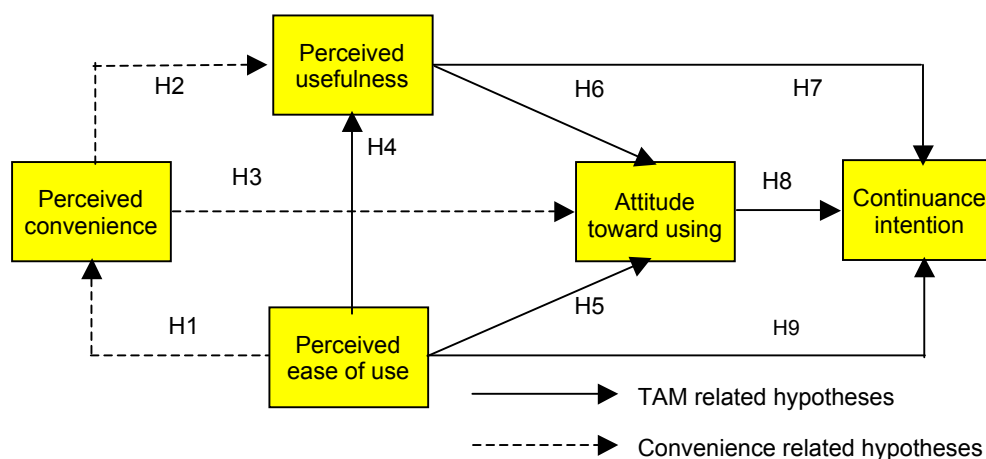 Perceived
usefulness
H2
H6
H7
H4
H3
Perceived
convenience
Attitude
toward using
H8
Continuance
intention
H1
H5
H9
Perceived
ease of use
TAM related hypotheses
Convenience related hypotheses